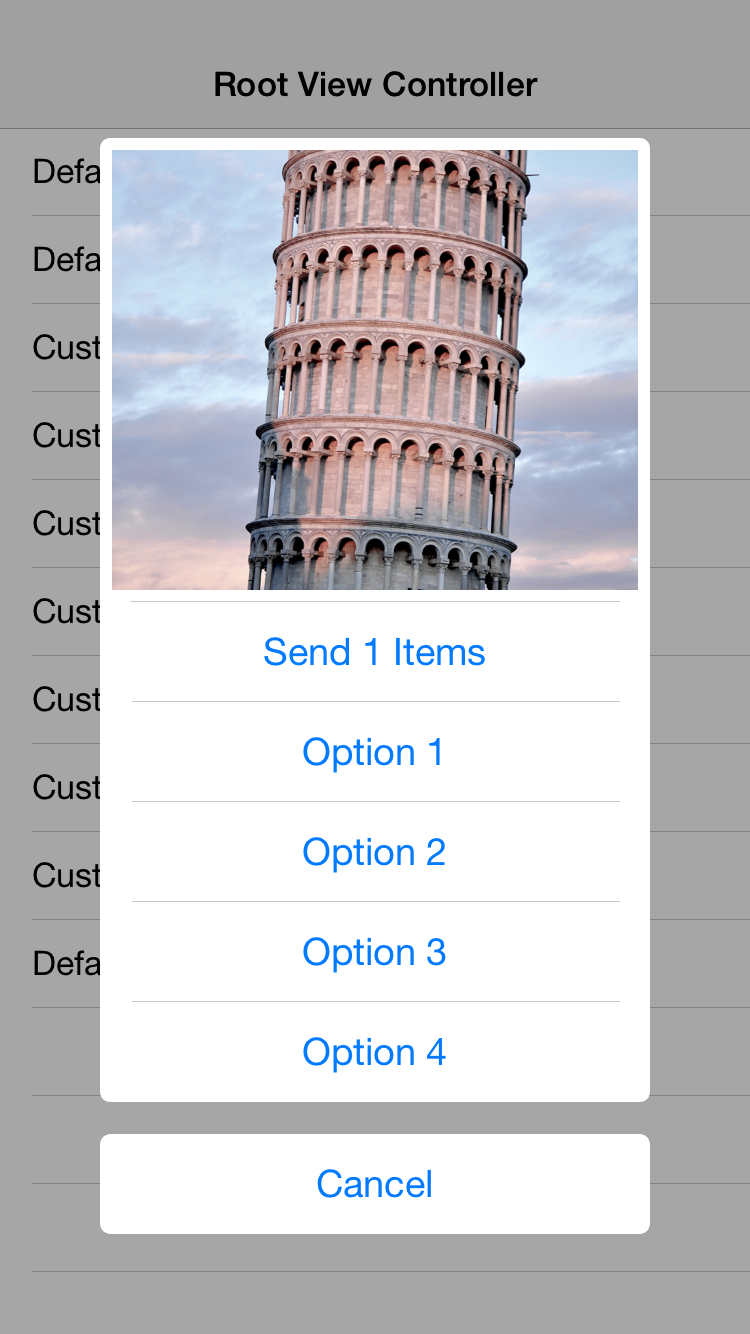 Root View Controller
Defa
Defa
Cust
Cust
Cust
Cust
Cust
Cust
Cust
Defa
Send 1 Items
Option 1
Option 2
Option 3
Option 4
Cancel